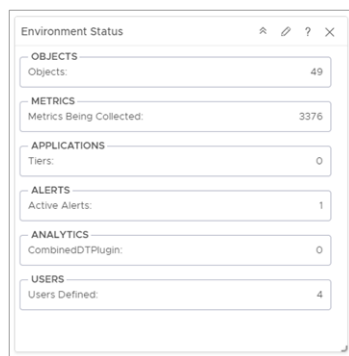 Environment Status
OBJECTS
Objects: 49
METRICS
Metrics Being Collected: 3376
APPLICATIONS
Tiers: 0
ALERTS
Active Alerts: 1
ANALYTICS
CombinedDTPlugin: 0
USERS
Users Defined: 4